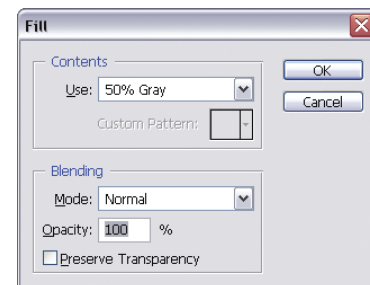 Fill
Contents
Use: 50% Gray
Custom Pattern:
OK
Cancel
Blending
Mode: Normal
Opacity: 100 %
Preserve Transparency